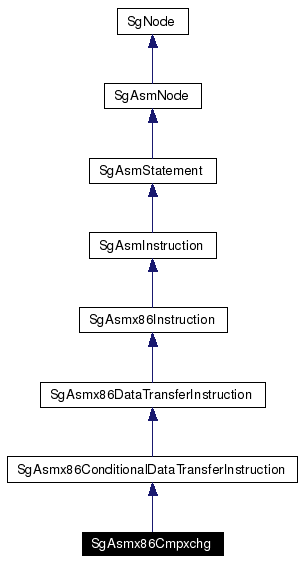 SgNode
SgAsmNode
SgAsmStatement
SgAsmInstruction
SgAsmx86Instruction
SgAsmx86DataTransferInstruction
SgAsmx86ConditionalDataTransferInstruction
SgAsmx86Cmpxchg